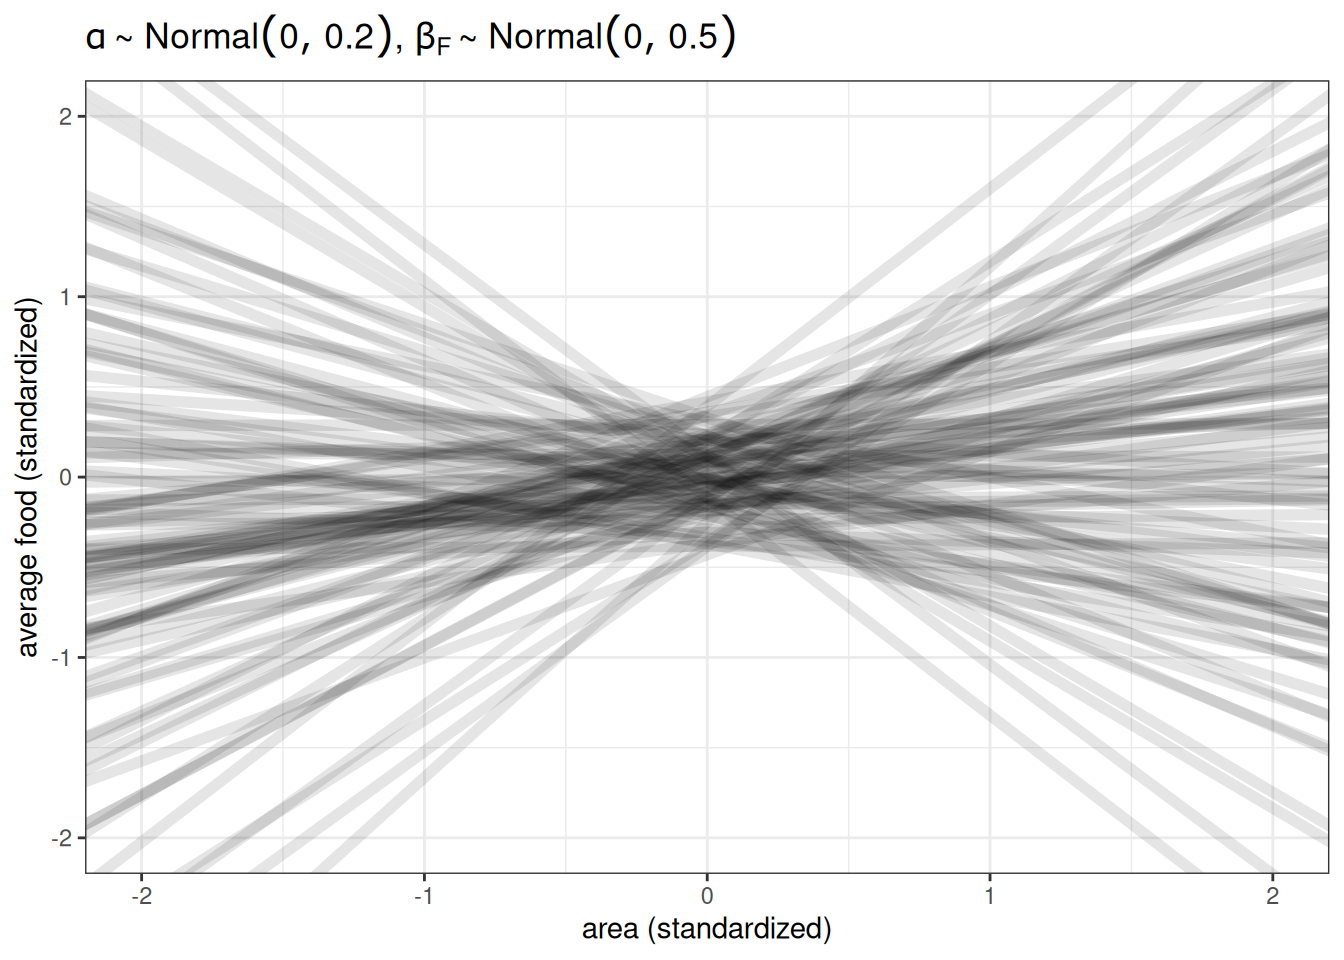 α ~ Normal(0, 0.2), β_F ~ Normal(0, 0.5)
2
1
0
-1
-2
average food (standardized)
-2 -1 0 1 2
area (standardized)